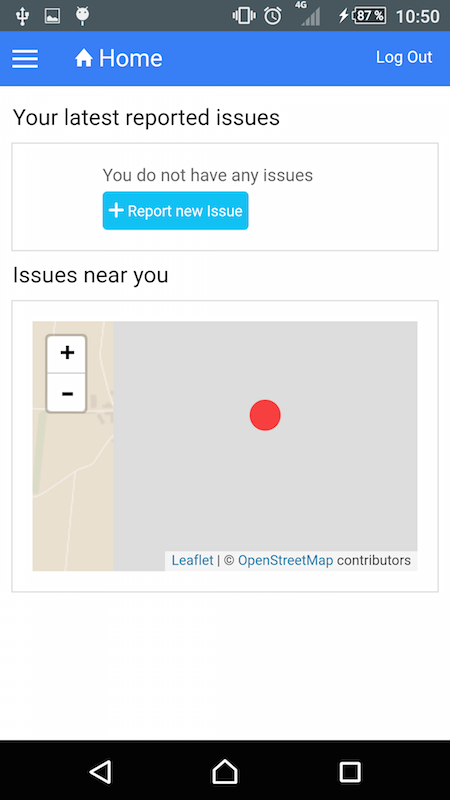 4G
87 %
10:50
Home
Log Out
Your latest reported issues
You do not have any issues
+ Report new Issue
Issues near you
+
-
Leaflet | © OpenStreetMap contributors